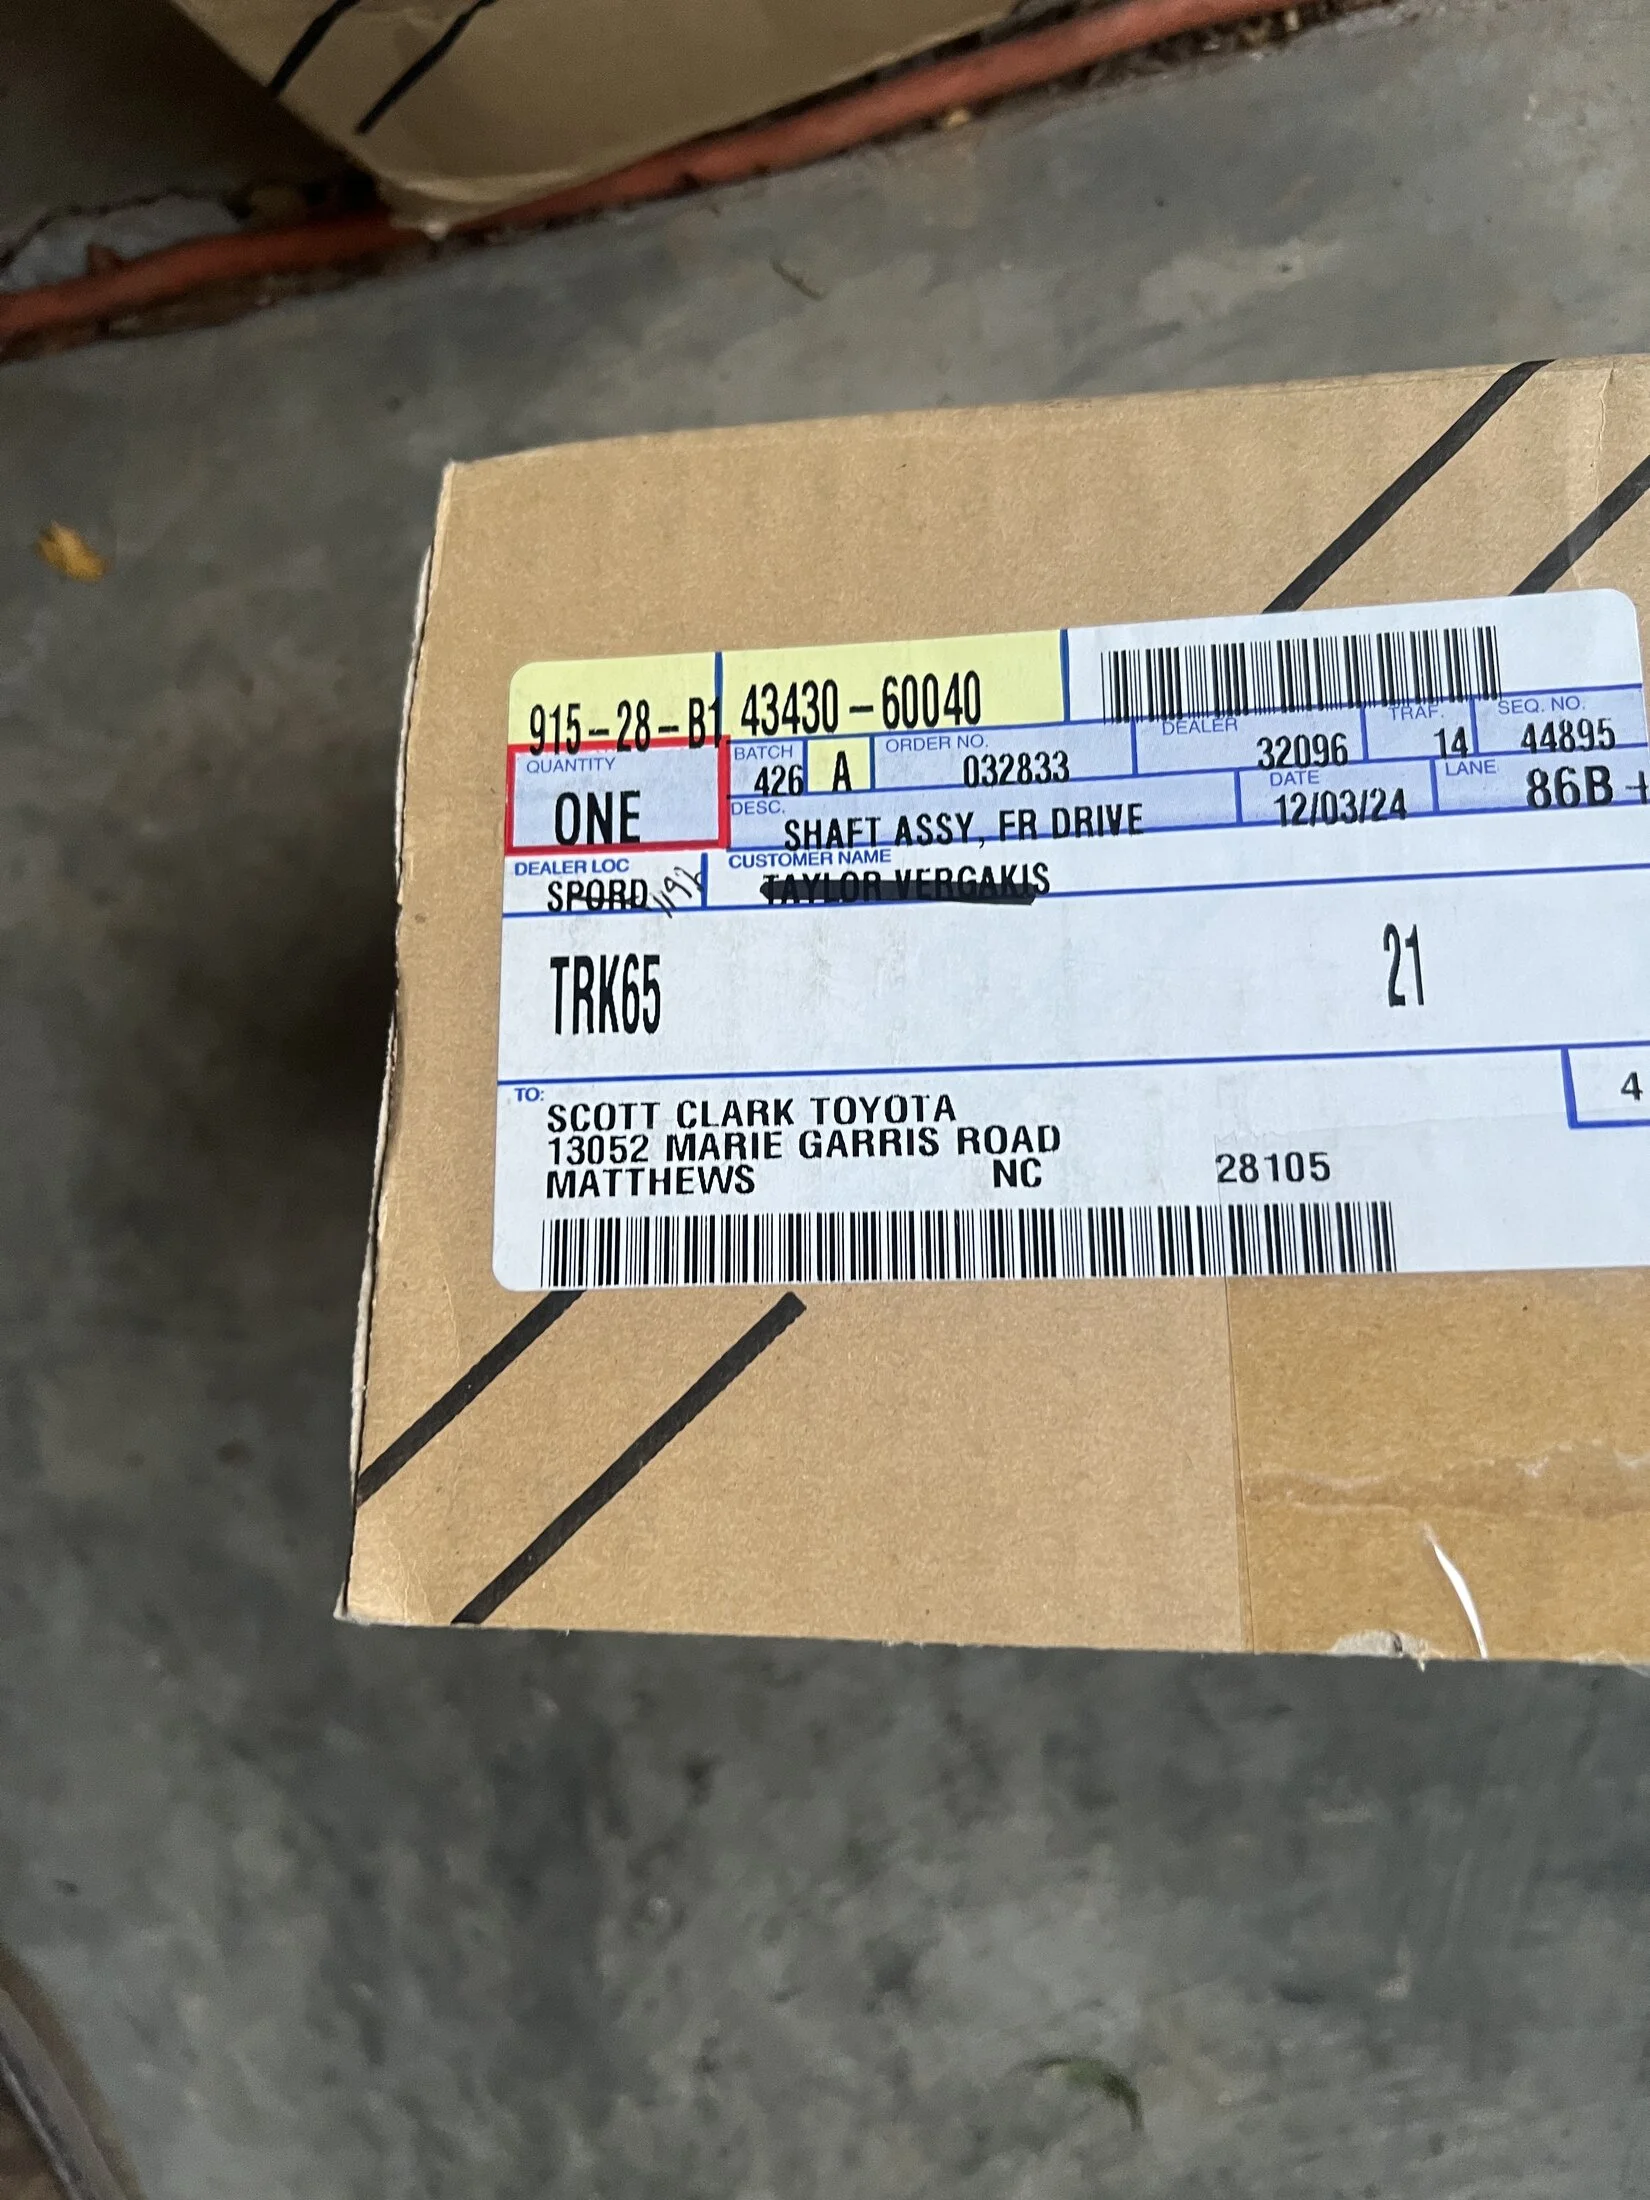 915-28-B1 43430-60040
QUANTITY
ONE
BATCH
426 A
ORDER NO.
032833
DEALER
32096
TRAF.
14
SEQ. NO.
44895
DESC.
SHAFT ASSY, FR DRIVE
DATE
12/03/24
LANE
86B+
DEALER LOC
SPORD
CUSTOMER NAME
TAYLOR VERGAKIS
TRK65 21
TO:
SCOTT CLARK TOYOTA
13052 MARIE GARRIS ROAD
MATTHEWS NC 28105
4